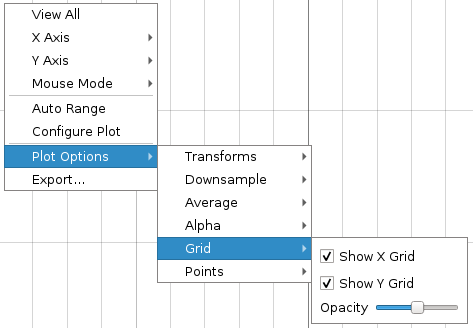 View All
X Axis
Y Axis
Mouse Mode
Auto Range
Configure Plot
Plot Options
Export...
Transforms
Downsample
Average
Alpha
Grid
Points
Show X Grid
Show Y Grid
Opacity